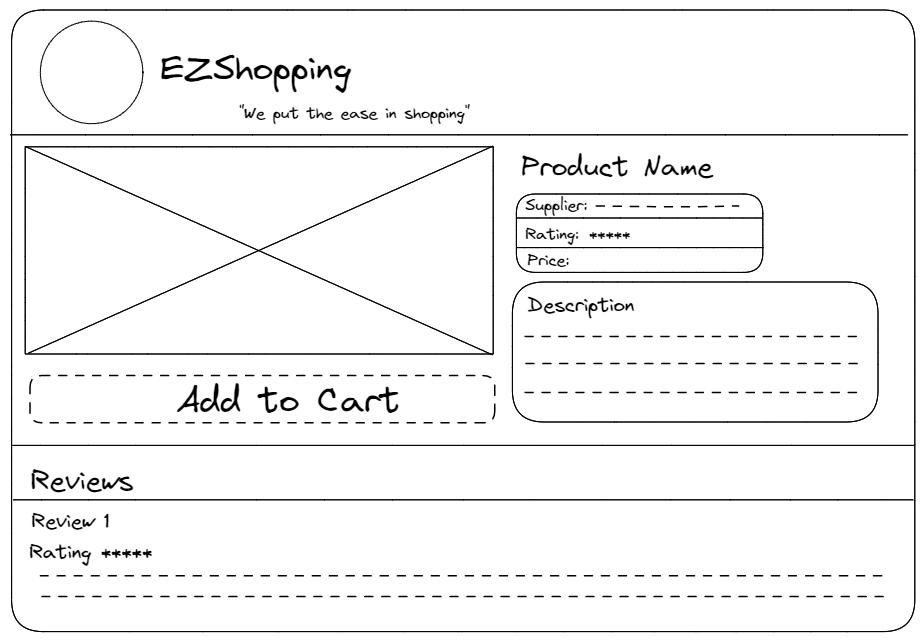 EZShopping
"We put the ease in shopping"
Product Name
Supplier:
Rating: *****
Price:
Description
Add to Cart
Reviews
Review 1
Rating *****